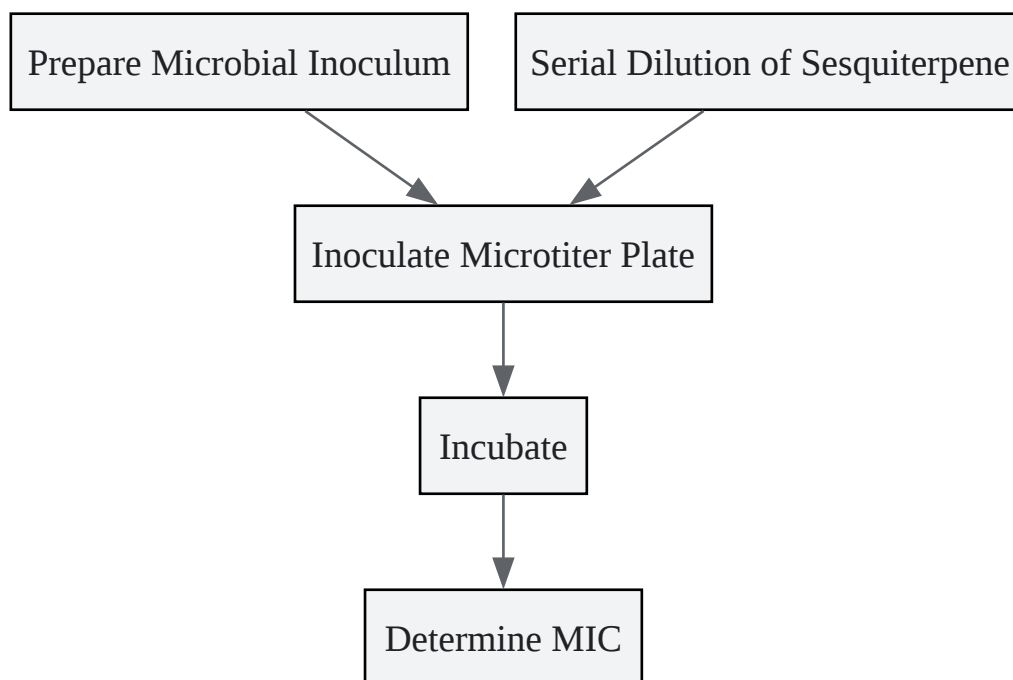 Prepare Microbial Inoculum
Serial Dilution of Sesquiterpene
Inoculate Microtiter Plate
Incubate
Determine MIC